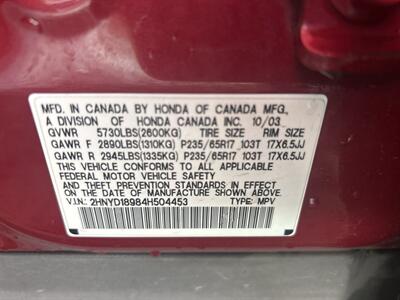 MFD. IN CANADA BY HONDA OF CANADA MFG.,
A DIVISION OF HONDA CANADA INC. 10/03
GVWR 5730LBS(2600KG) TIRE SIZE RIM SIZE
GAWR F 2890LBS(1310KG) P235/65R17 103T 17X6.5JJ
GAWR R 2945LBS(1335KG) P235/65R17 103T 17X6.5JJ
THIS VEHICLE CONFORMS TO ALL APPLICABLE
FEDERAL MOTOR VEHICLE SAFETY AND
THEFT PREVENTION STANDARDS IN EFFECT
ON THE DATE OF MANUFACTURE SHOWN ABOVE.
V.I.N.: 2HNYD18984H504453 TYPE: MPV